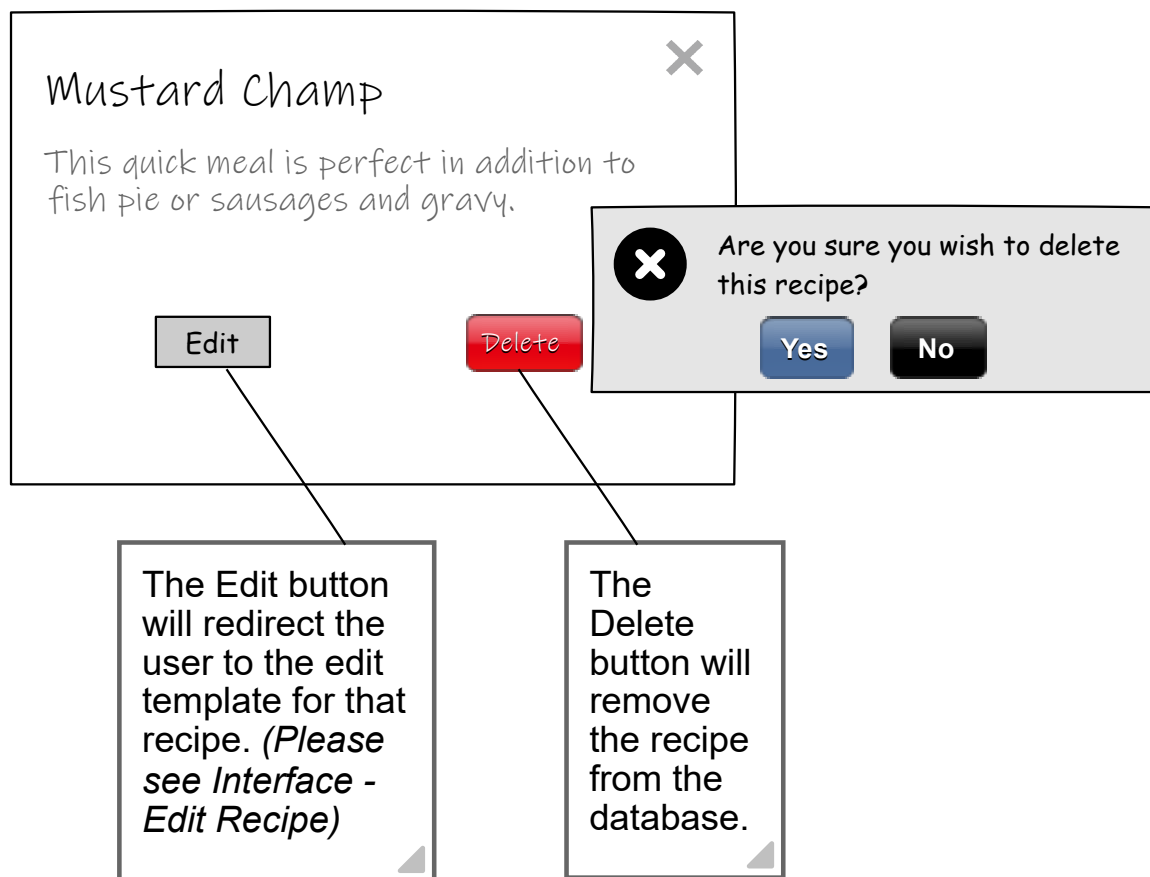 Mustard Champ
This quick meal is perfect in addition to
fish pie or sausages and gravy.
Are you sure you wish to delete
this recipe?
Yes
No
Edit
Delete
The Edit button
will redirect the
user to the edit
template for that
recipe. (Please
see Interface -
Edit Recipe)
The
Delete
button will
remove
the recipe
from the
database.